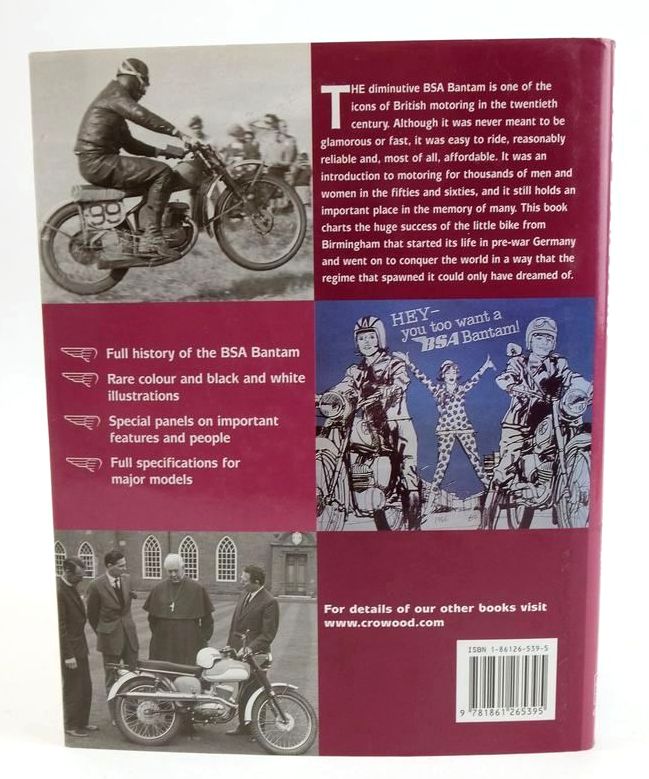 99
THE diminutive BSA Bantam is one of the
icons of British motoring in the twentieth
century. Although it was never meant to be
glamorous or fast, it was easy to ride, reasonably
reliable and, most of all, affordable. It was an
introduction to motoring for thousands of men and
women in the fifties and sixties, and it still holds an
important place in the memory of many. This book
charts the huge success of the little bike from
Birmingham that started its life in pre-war Germany
and went on to conquer the world in a way that the
regime that spawned it could only have dreamed of.
Full history of the BSA Bantam
Rare colour and black and white
illustrations
Special panels on important
features and people
Full specifications for
major models
HEY–
you too want a
BSA Bantam!
For details of our other books visit
www.crowood.com
ISBN 1-86126-539-5
9 781861 265395